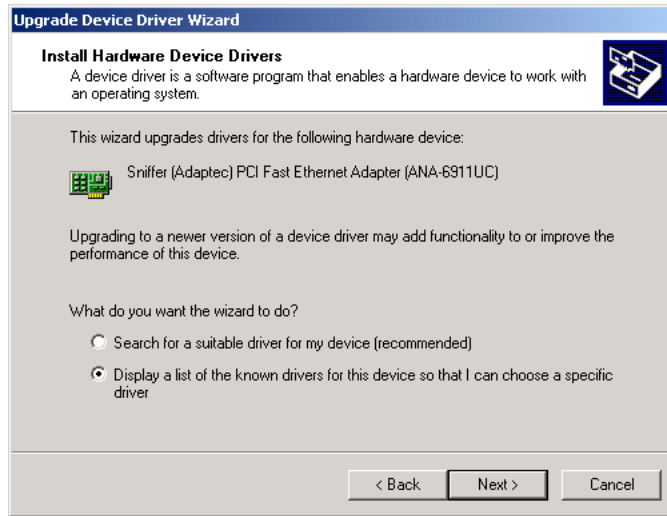 Upgrade Device Driver Wizard
Install Hardware Device Drivers
A device driver is a software program that enables a hardware device to work with
an operating system.
This wizard upgrades drivers for the following hardware device:
Sniffer (Adaptec) PCI Fast Ethernet Adapter (ANA-6911UC)
Upgrading to a newer version of a device driver may add functionality to or improve the
performance of this device.
What do you want the wizard to do?
Search for a suitable driver for my device (recommended)
Display a list of the known drivers for this device so that I can choose a specific
driver
< Back
Next >
Cancel